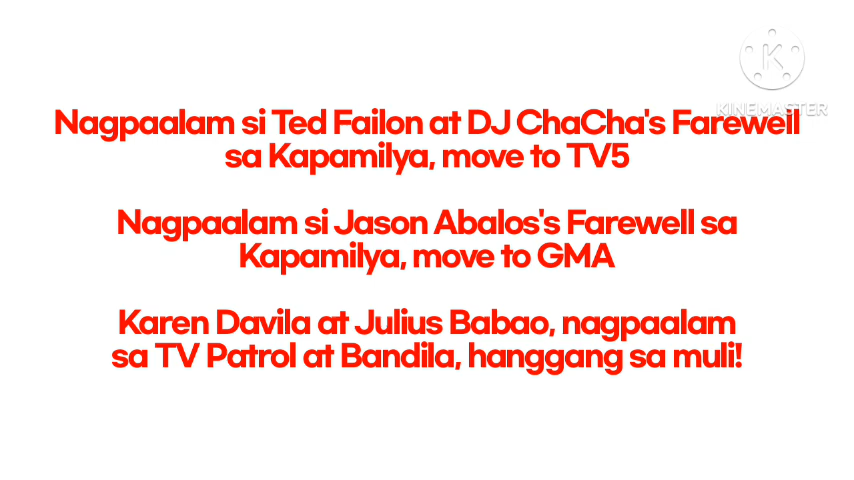 KINEMASTER
Nagpaalam si Ted Failon at DJ ChaCha's Farewell
sa Kapamilya, move to TV5
Nagpaalam si Jason Abalos's Farewell sa
Kapamilya, move to GMA
Karen Davila at Julius Babao, nagpaalam
sa TV Patrol at Bandila, hanggang sa muli!